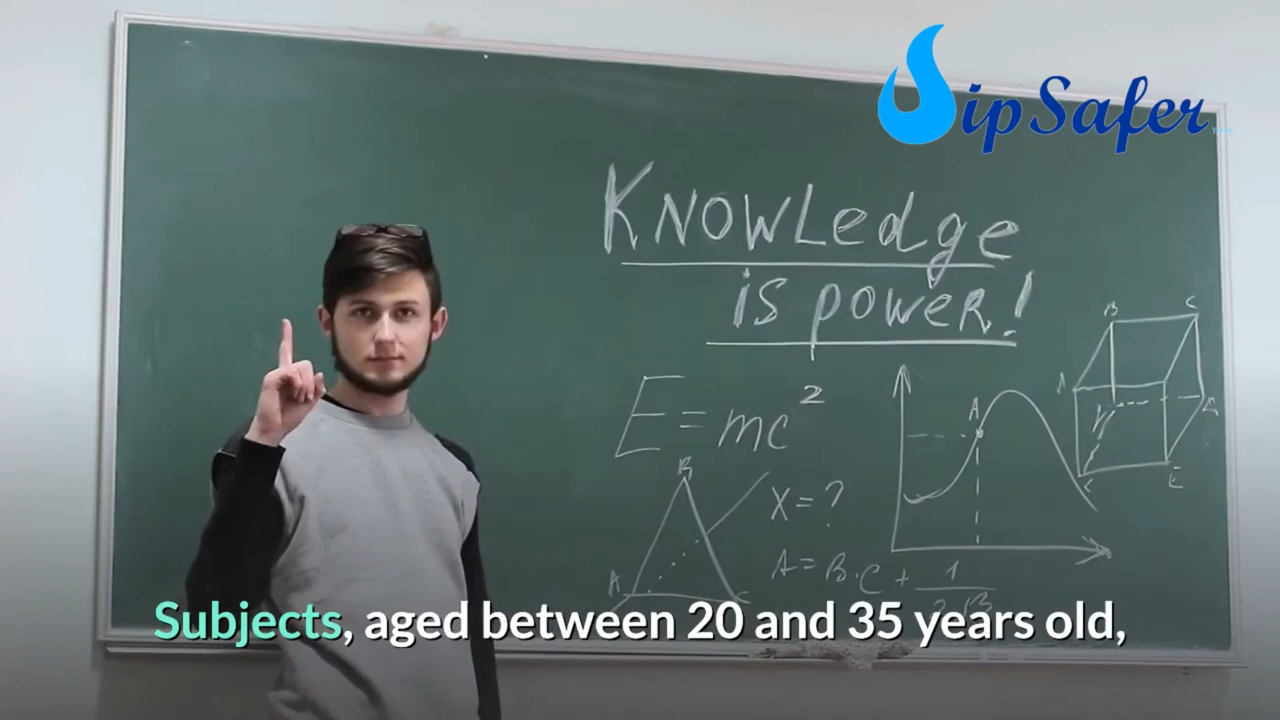 SipSafer
Knowledge
is power!
E=mc²
B
A
C
X=?
A
B
C
A
E
Subjects, aged between 20 and 35 years old,